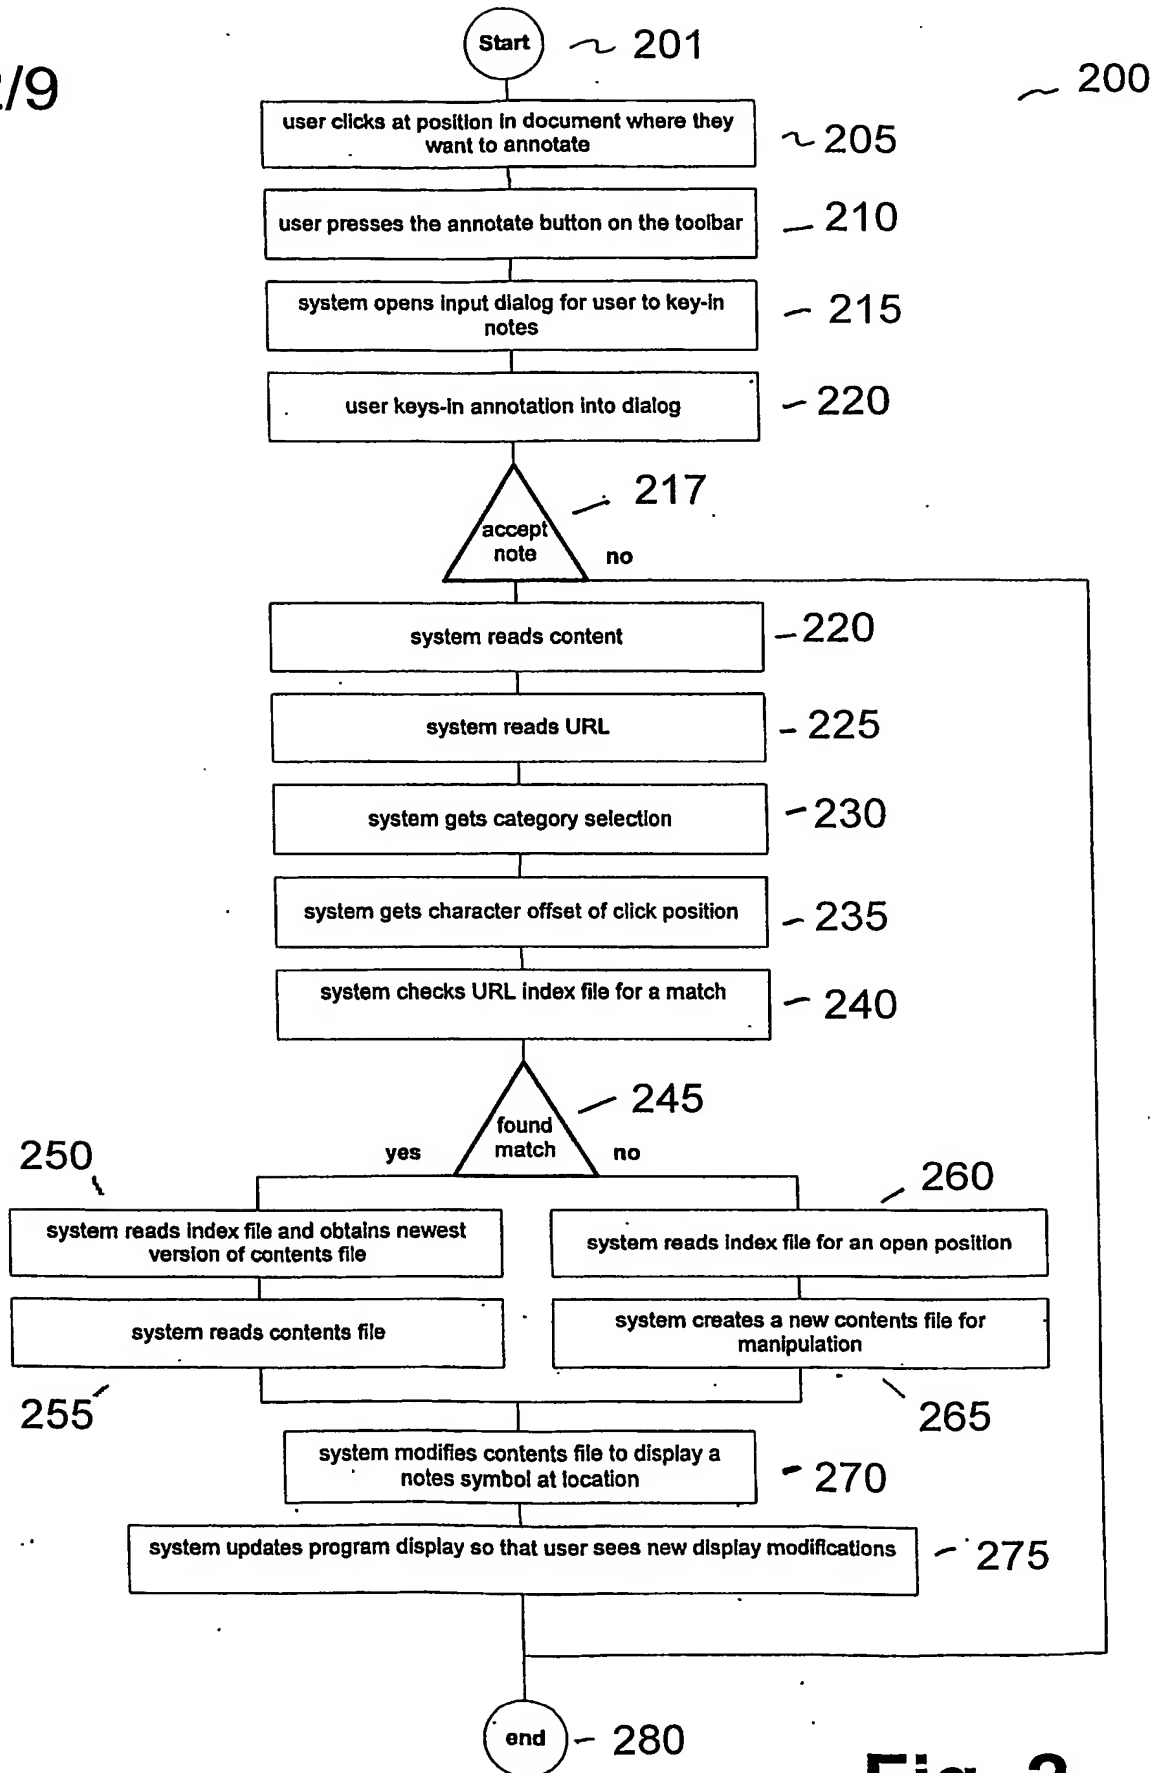 Start
201
/9
200
user clicks at position in document where they
want to annotate
205
user presses the annotate button on the toolbar
210
system opens input dialog for user to key-in
notes
215
user keys-in annotation into dialog
220
217
accept
note
no
system reads content
220
system reads URL
225
system gets category selection
230
system gets character offset of click position
235
system checks URL index file for a match
240
245
found
match
yes
no
250
260
system reads index file and obtains newest
version of contents file
system reads index file for an open position
system reads contents file
system creates a new contents file for
manipulation
255
265
system modifies contents file to display a
notes symbol at location
270
system updates program display so that user sees new display modifications
275
end
280
Fig.